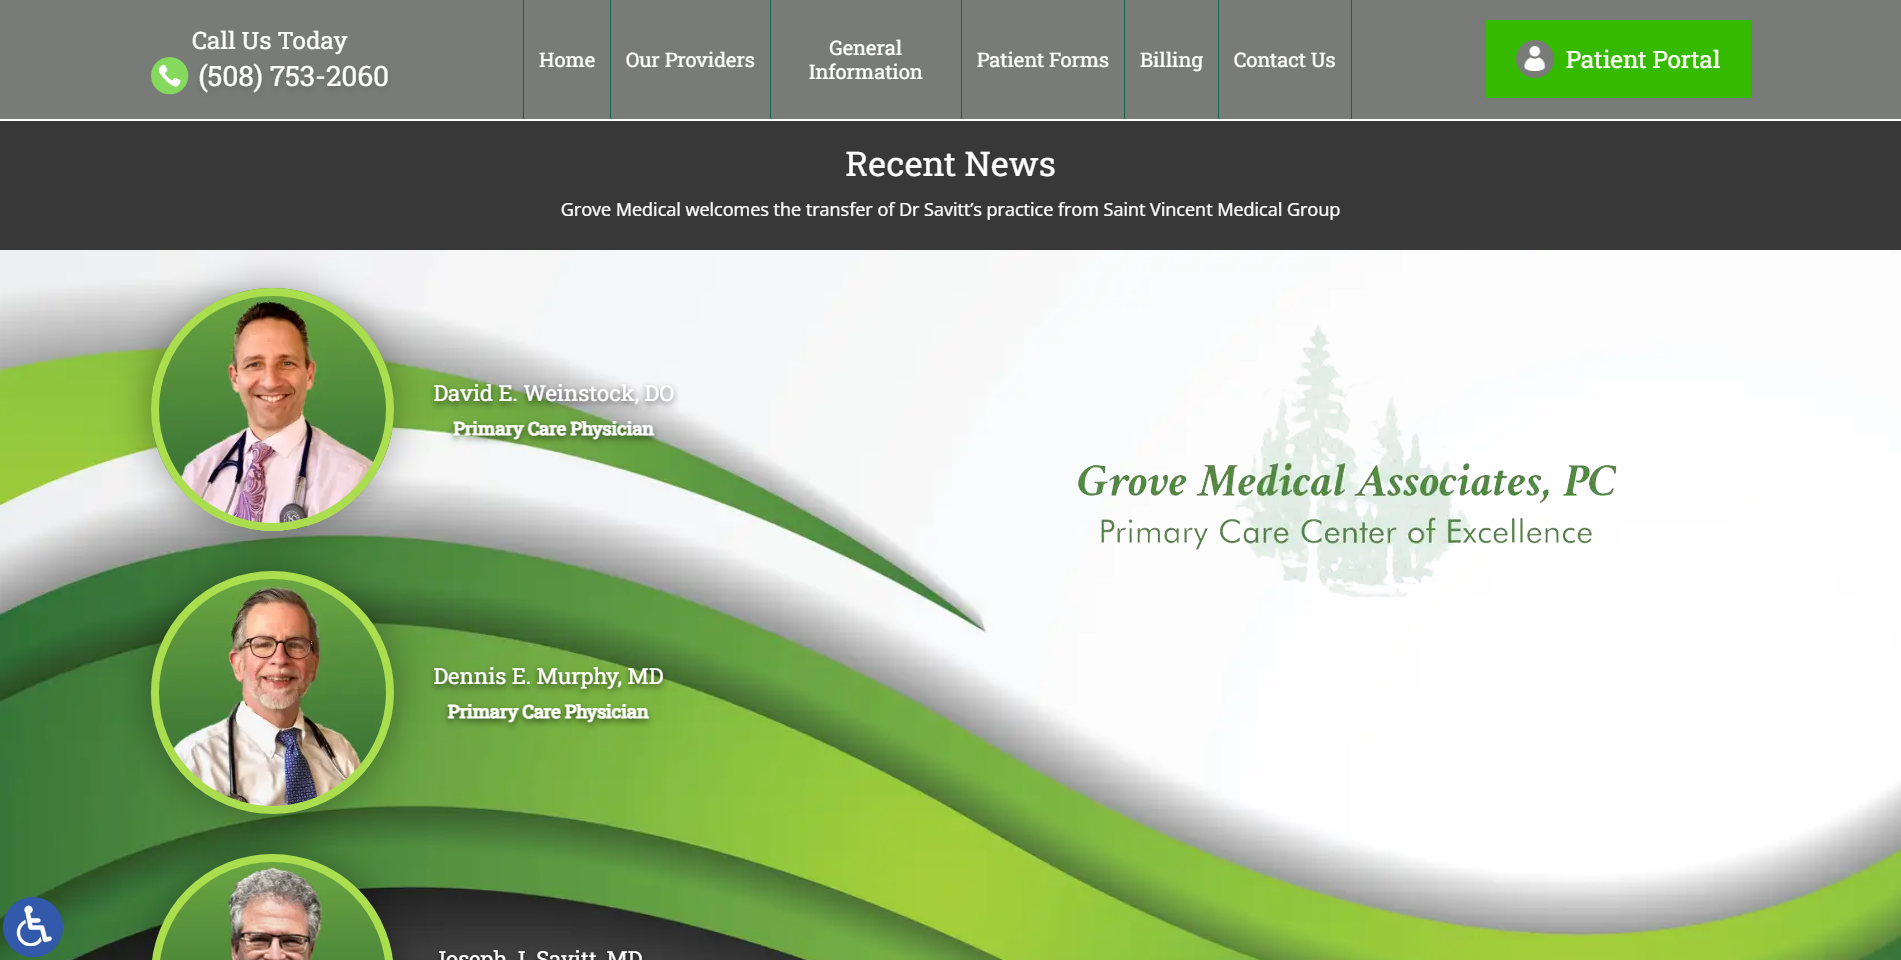 Call Us Today
(508) 753-2060
Home
Our Providers
General
Information
Patient Forms
Billing
Contact Us
Patient Portal
Recent News
Grove Medical welcomes the transfer of Dr Savitt’s practice from Saint Vincent Medical Group
David E. Weinstock, DO
Primary Care Physician
Grove Medical Associates, PC
Primary Care Center of Excellence
Dennis E. Murphy, MD
Primary Care Physician
Joseph J. Savitt, MD